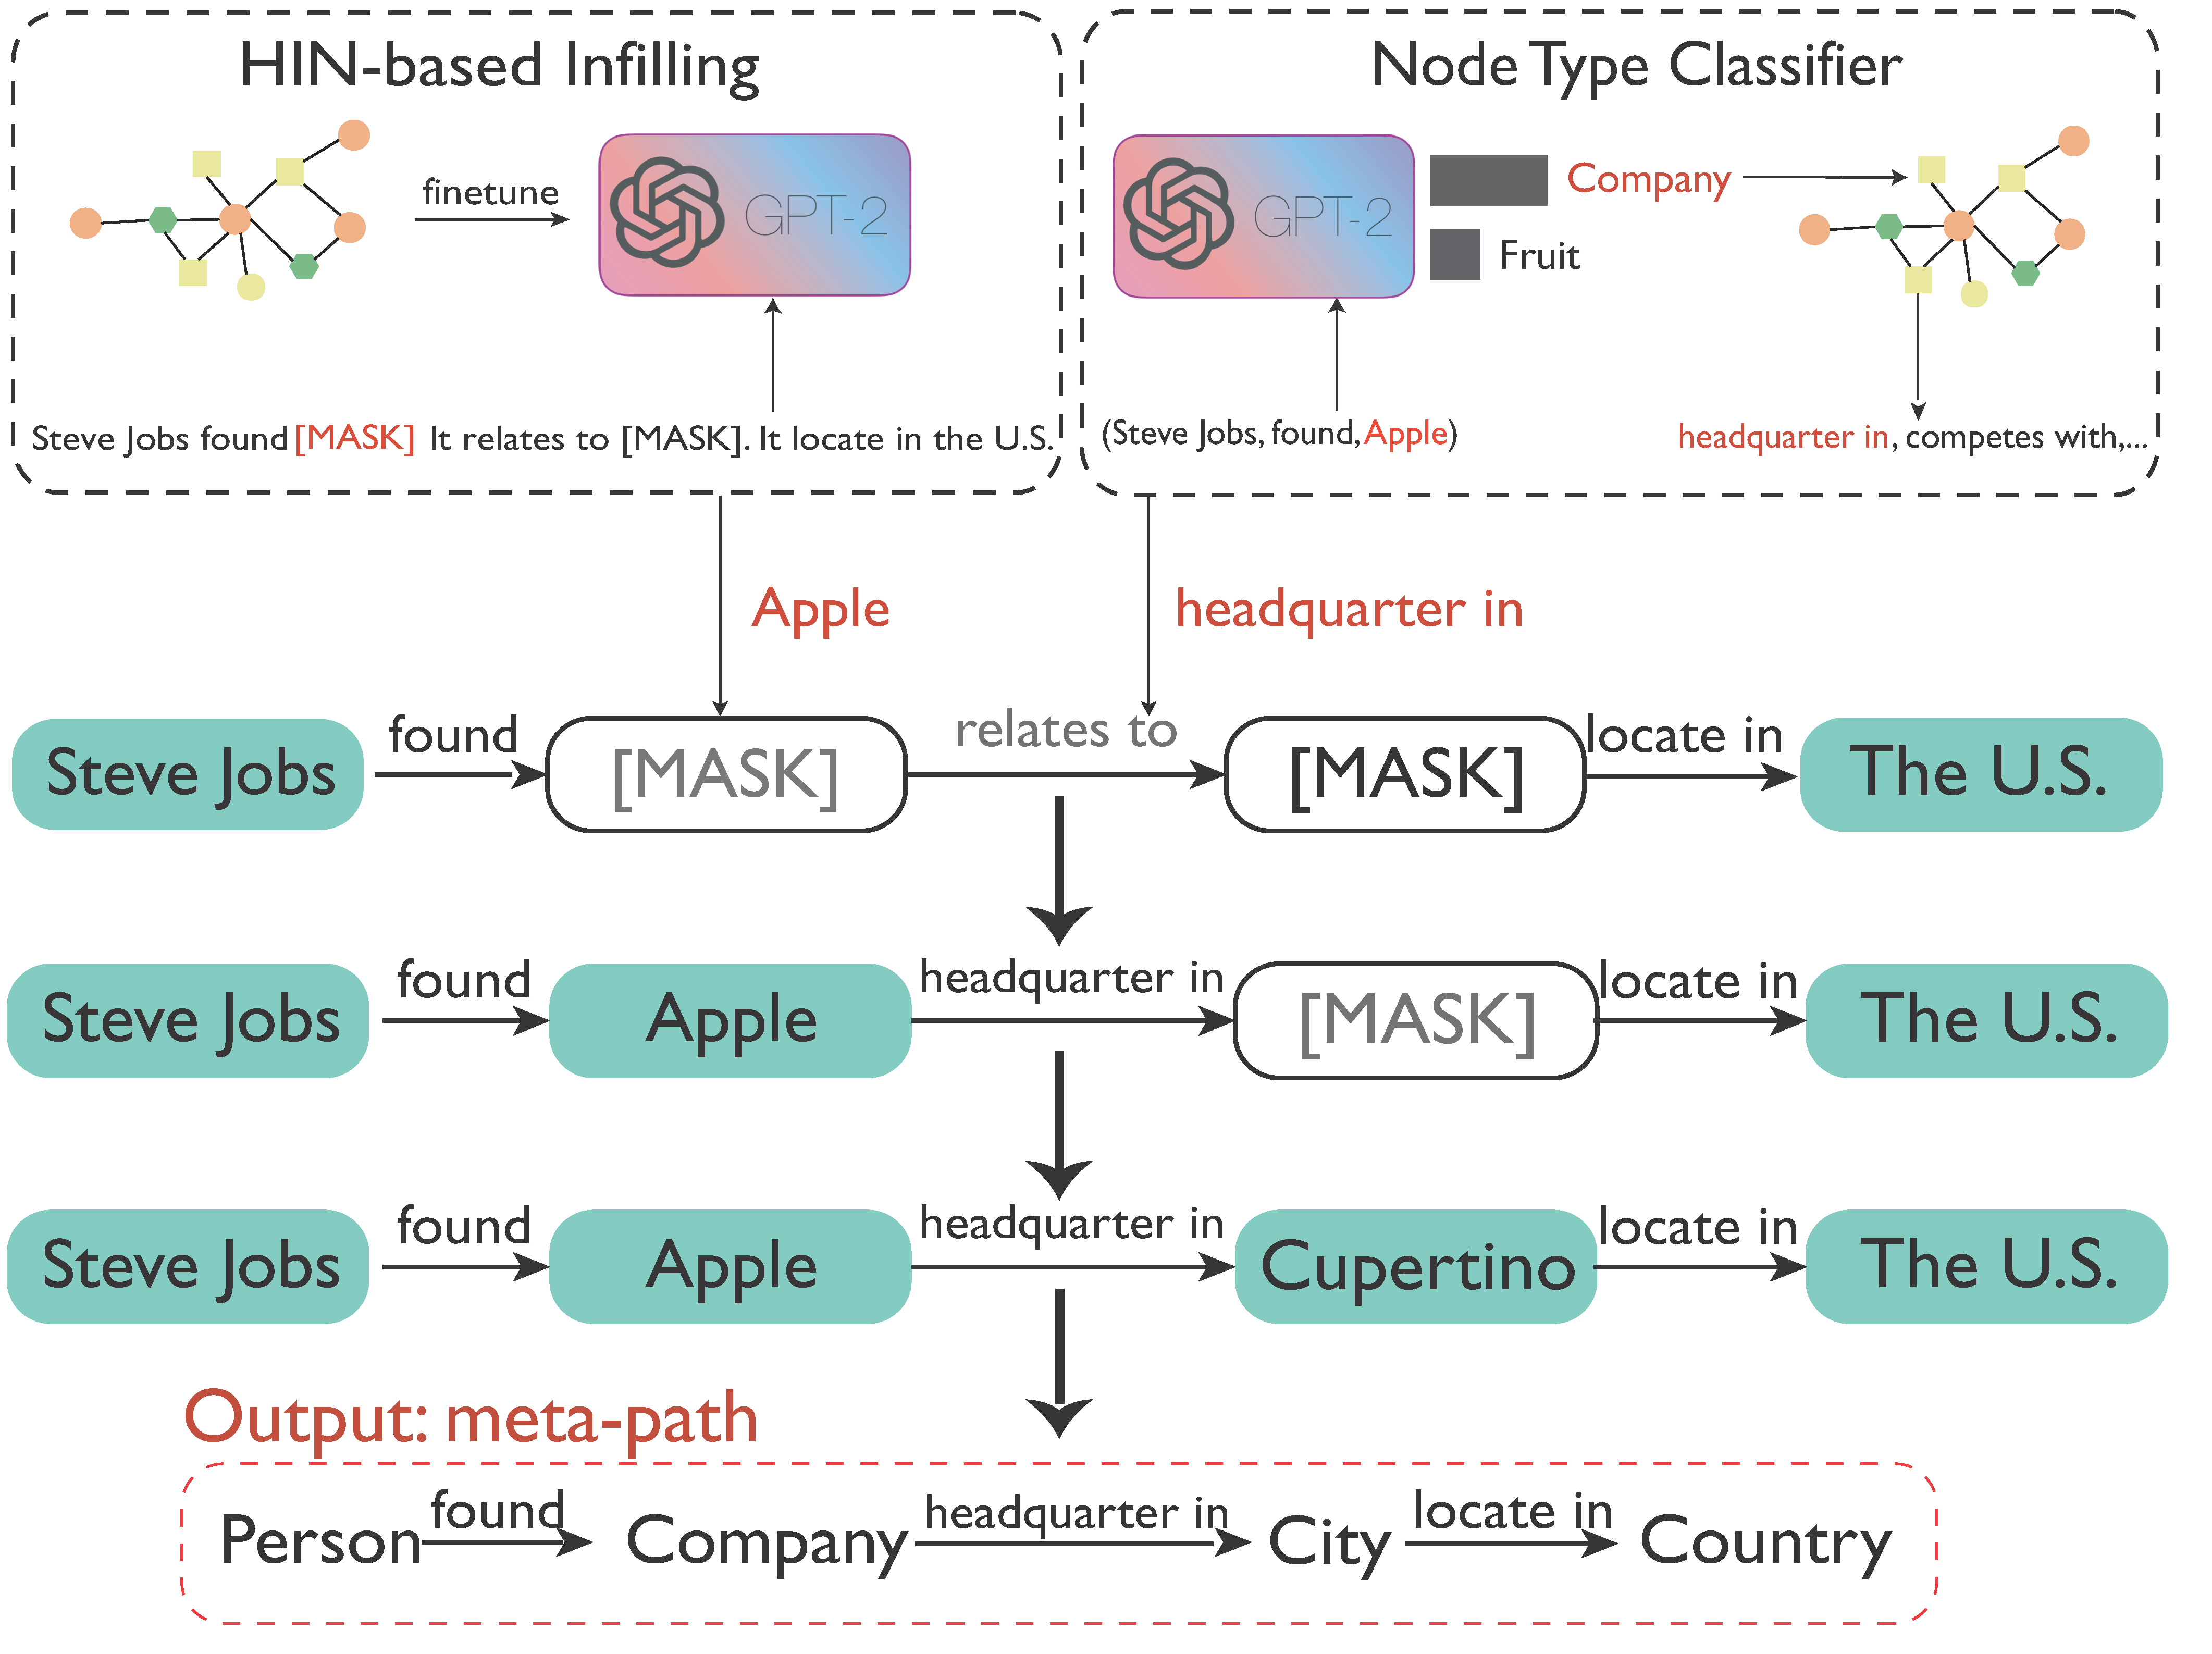 HIN-based Infilling
finetune
GPT-2
Steve Jobs found [MASK] It relates to [MASK]. It locate in the U.S.
Node Type Classifier
GPT-2
Company
Fruit
(Steve Jobs, found, Apple)
headquarter in, competes with,...
Apple
headquarter in
Steve Jobs found [MASK] relates to [MASK] locate in The U.S.
Steve Jobs found Apple headquarter in [MASK] locate in The U.S.
Steve Jobs found Apple headquarter in Cupertino locate in The U.S.
Output: meta-path
Person found Company headquarter in City locate in Country